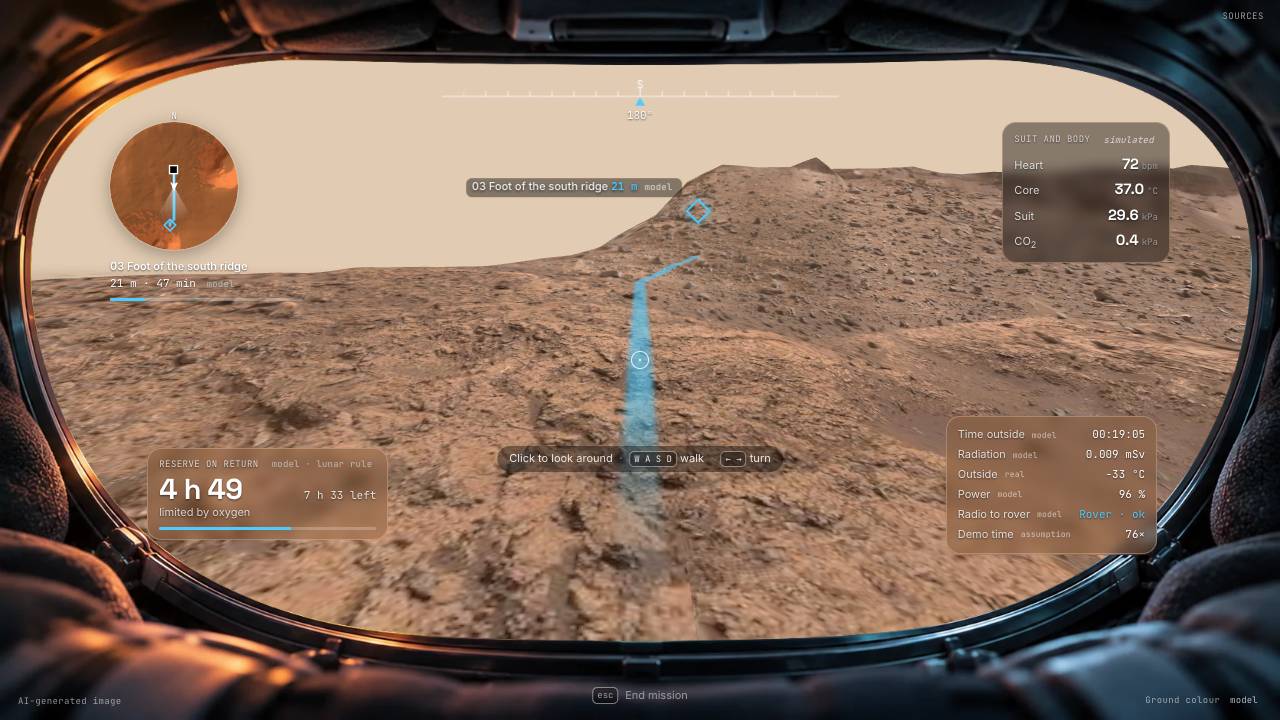 SOURCES
S
180°
N
03 Foot of the south ridge 21 m model
SUIT AND BODY simulated
Heart 72 bpm
Core 37.0 °C
Suit 29.6 kPa
CO2 0.4 kPa
03 Foot of the south ridge
21 m · 47 min model
RESERVE ON RETURN model · lunar rule
4 h 49 7 h 33 left
limited by oxygen
Click to look around · W A S D walk ← → turn
Time outside model 00:19:05
Radiation model 0.009 mSv
Outside real -33 °C
Power model 96 %
Radio to rover model Rover · ok
Demo time assumption 76×
esc End mission
AI-generated image
Ground colour model